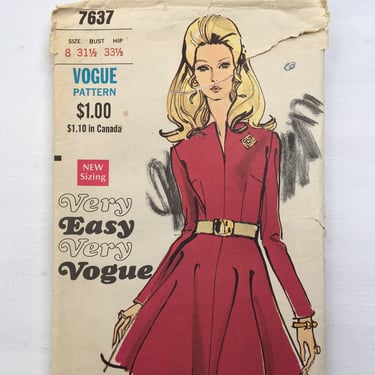 7637
SIZE BUST HIP
8 31½ 33½
VOGUE
PATTERN
$1.00
$1.10 in Canada
NEW
Sizing
Very
Easy
Very
Vogue